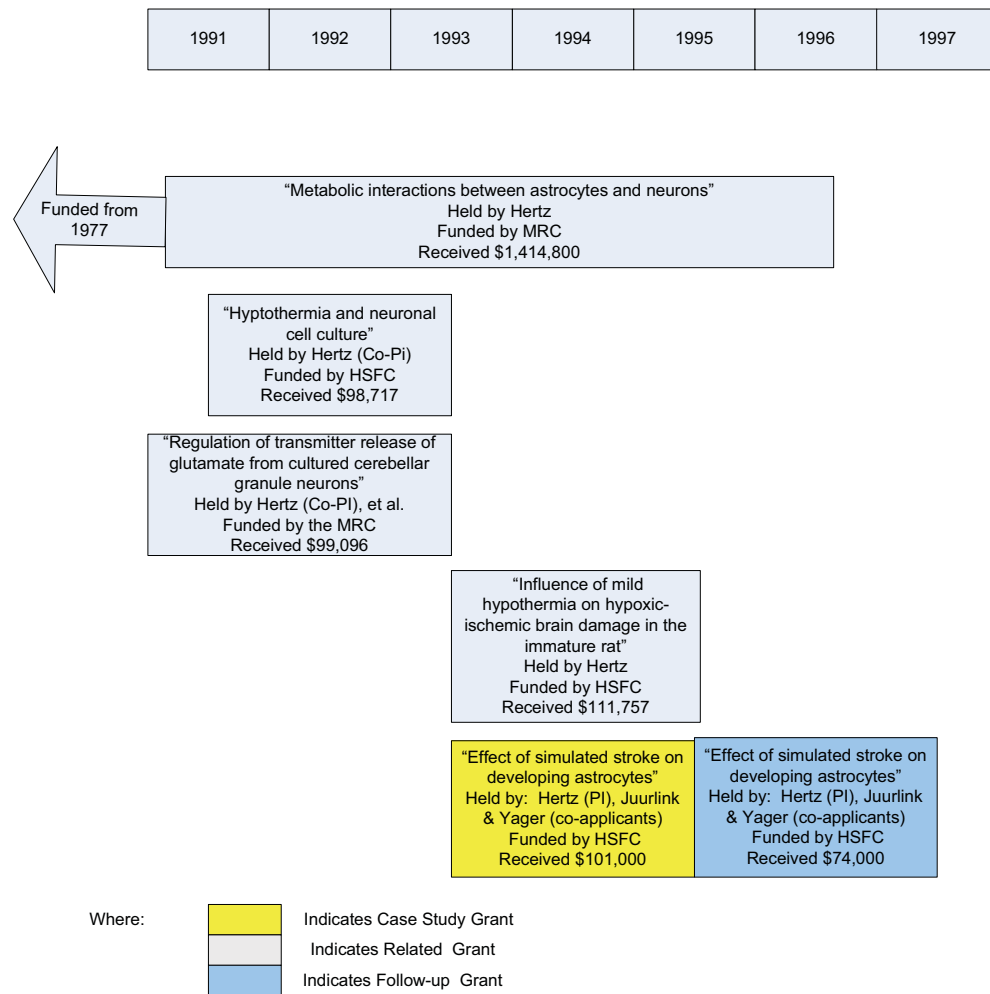 1991 1992 1993 1994 1995 1996 1997
Funded from
1977
“Metabolic interactions between astrocytes and neurons”
Held by Hertz
Funded by MRC
Received $1,414,800
“Hyptothermia and neuronal
cell culture”
Held by Hertz (Co-Pi)
Funded by HSFC
Received $98,717
“Regulation of transmitter release of
glutamate from cultured cerebellar
granule neurons”
Held by Hertz (Co-PI), et al.
Funded by the MRC
Received $99,096
“Influence of mild
hypothermia on hypoxic-
ischemic brain damage in the
immature rat”
Held by Hertz
Funded by HSFC
Received $111,757
“Effect of simulated stroke on
developing astrocytes”
Held by:  Hertz (PI), Juurlink
& Yager (co-applicants)
Funded by HSFC
Received $101,000
“Effect of simulated stroke on
developing astrocytes”
Held by:  Hertz (PI), Juurlink
& Yager (co-applicants)
Funded by HSFC
Received $74,000
Where:
Indicates Case Study Grant
Indicates Related  Grant
Indicates Follow-up  Grant